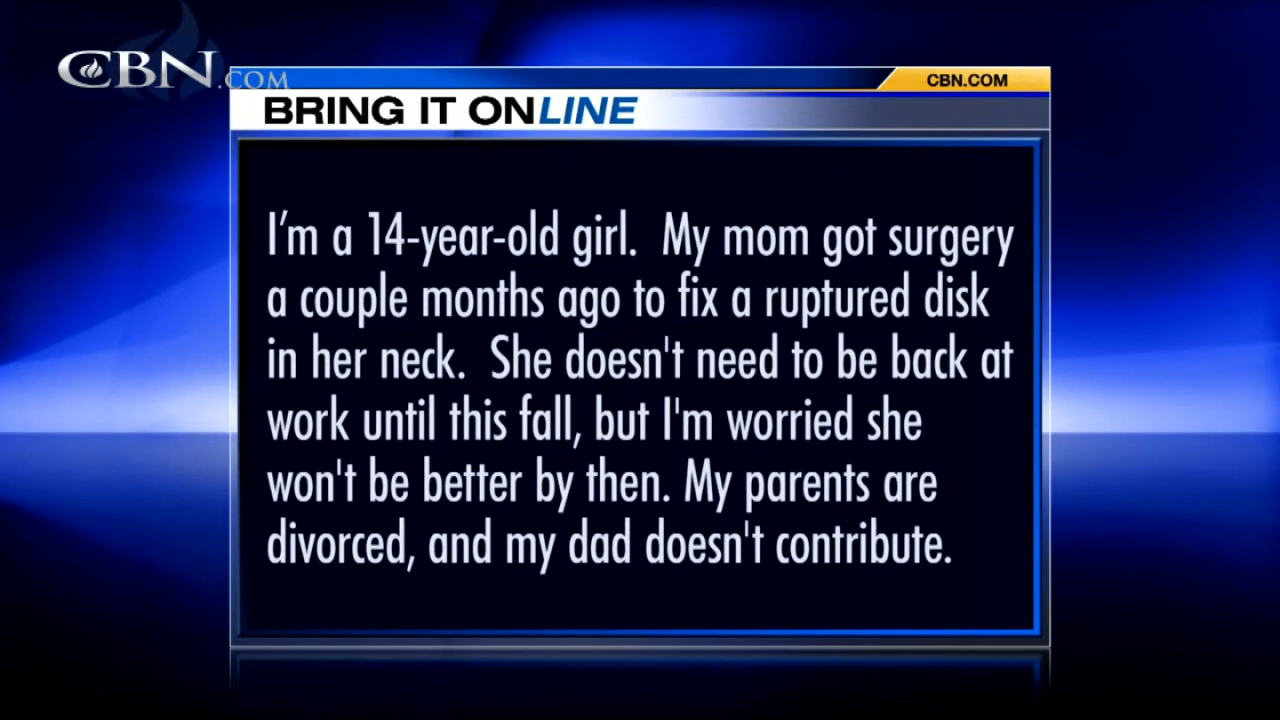 CBN.COM
CBN.COM
BRING IT ONLINE
I'm a 14-year-old girl.  My mom got surgery
a couple months ago to fix a ruptured disk
in her neck.  She doesn't need to be back at
work until this fall, but I'm worried she
won't be better by then. My parents are
divorced, and my dad doesn't contribute.